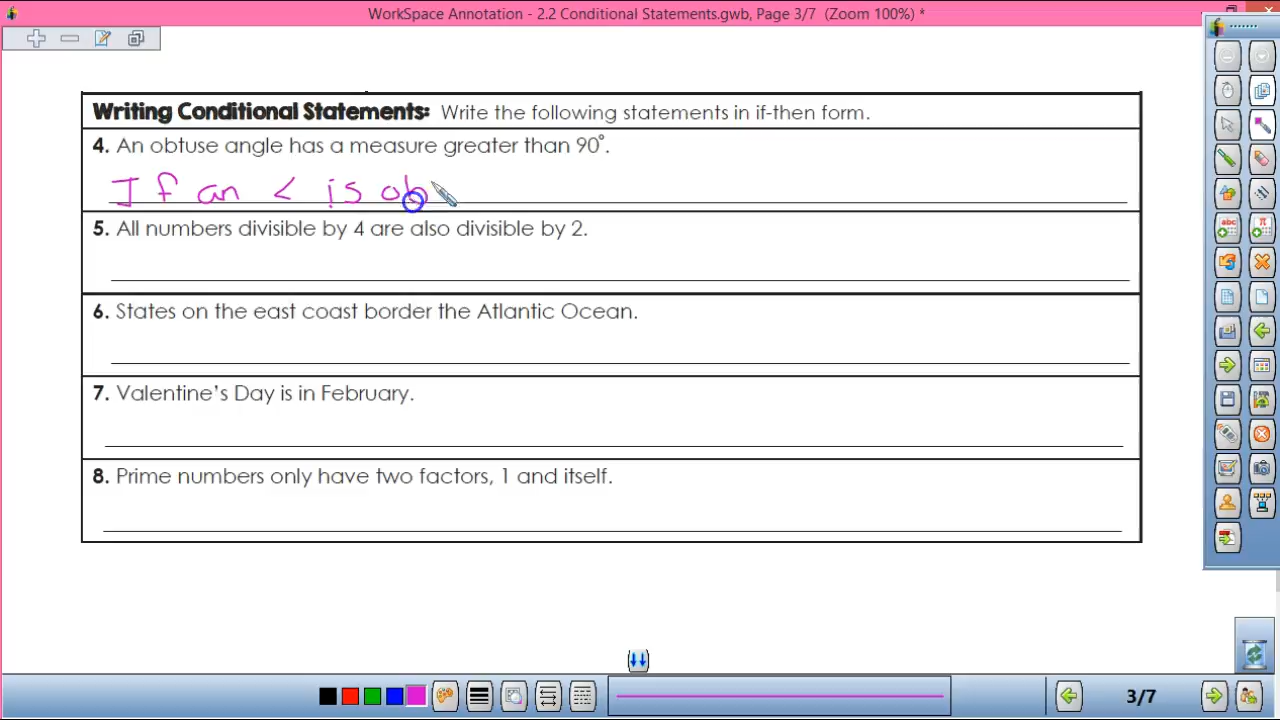 WorkSpace Annotation - 2.2 Conditional Statements.gwb, Page 3/7 (Zoom 100%) *
Writing Conditional Statements: Write the following statements in if-then form.
4. An obtuse angle has a measure greater than 90°.
If an < is ob
5. All numbers divisible by 4 are also divisible by 2.
6. States on the east coast border the Atlantic Ocean.
7. Valentine's Day is in February.
8. Prime numbers only have two factors, 1 and itself.
abc
π
3/7